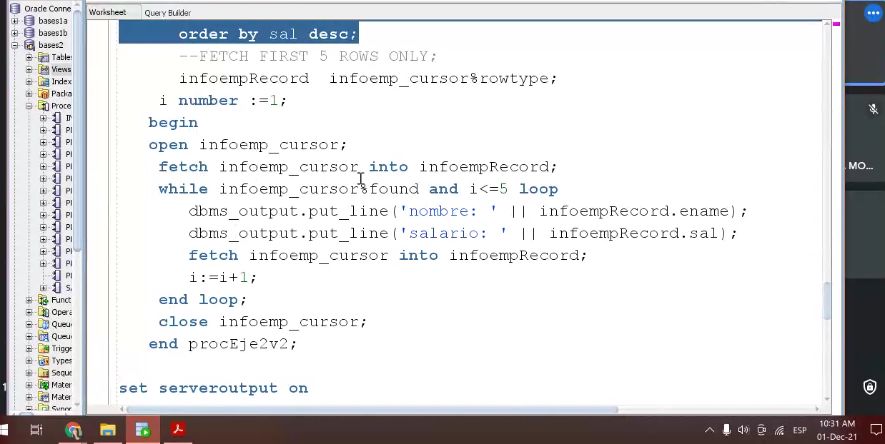 Oracle Conne
bases1a
bases1b
bases2
Table
Views
Index
Packa
Proce
Funct
Opera
Queu
Queu
Trigge
Types
Seque
Mater
Mater
Synor
Worksheet Query Builder
order by sal desc;
--FETCH FIRST 5 ROWS ONLY;
infoempRecord infoemp_cursor%rowtype;
i number :=1;
begin
open infoemp_cursor;
fetch infoemp_cursor into infoempRecord;
while infoemp_cursor%found and i<=5 loop
dbms_output.put_line('nombre: ' || infoempRecord.ename);
dbms_output.put_line('salario: ' || infoempRecord.sal);
fetch infoemp_cursor into infoempRecord;
i:=i+1;
end loop;
close infoemp_cursor;
end procEje2v2;
set serveroutput on
MO...
ESP
10:31 AM
01-Dec-21